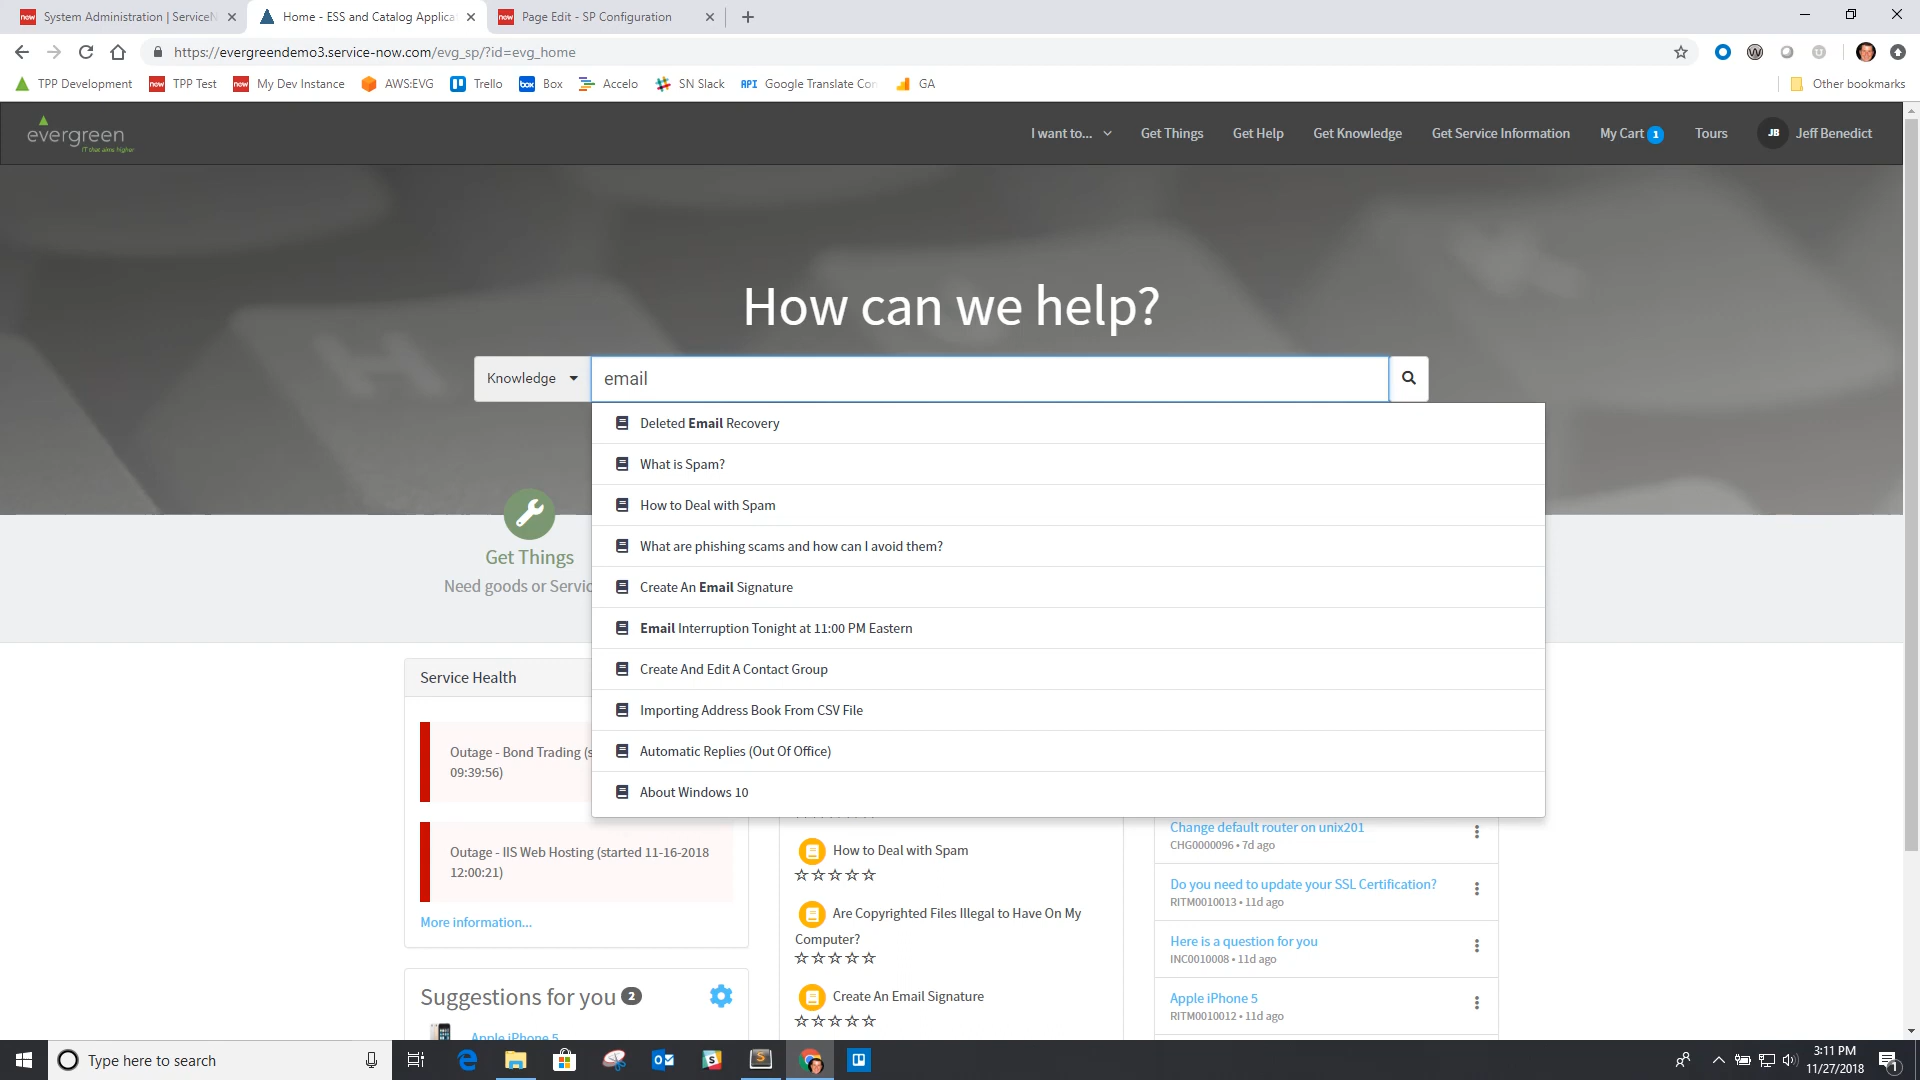 System Administration | ServiceN
Home - ESS and Catalog Applica
Page Edit - SP Configuration
https://evergreendemo3.service-now.com/evg_sp/?id=evg_home
TPP Development
TPP Test
My Dev Instance
AWS:EVG
Trello
Box
Accelo
SN Slack
API Google Translate Con
GA
Other bookmarks
evergreen
IT that aims higher
I want to...
Get Things
Get Help
Get Knowledge
Get Service Information
My Cart 1
Tours
JB Jeff Benedict
How can we help?
Knowledge
email
Deleted Email Recovery
What is Spam?
How to Deal with Spam
What are phishing scams and how can I avoid them?
Create An Email Signature
Email Interruption Tonight at 11:00 PM Eastern
Create And Edit A Contact Group
Importing Address Book From CSV File
Automatic Replies (Out Of Office)
About Windows 10
Get Things
Need goods or Servic
Service Health
Outage - Bond Trading (s
09:39:56)
Outage - IIS Web Hosting (started 11-16-2018
12:00:21)
More information...
Suggestions for you 2
Apple iPhone 5
How to Deal with Spam
Are Copyrighted Files Illegal to Have On My
Computer?
Create An Email Signature
Change default router on unix201
CHG0000096 • 7d ago
Do you need to update your SSL Certification?
RITM0010013 • 11d ago
Here is a question for you
INC0010008 • 11d ago
Apple iPhone 5
RITM0010012 • 11d ago
Type here to search
3:11 PM
11/27/2018
1